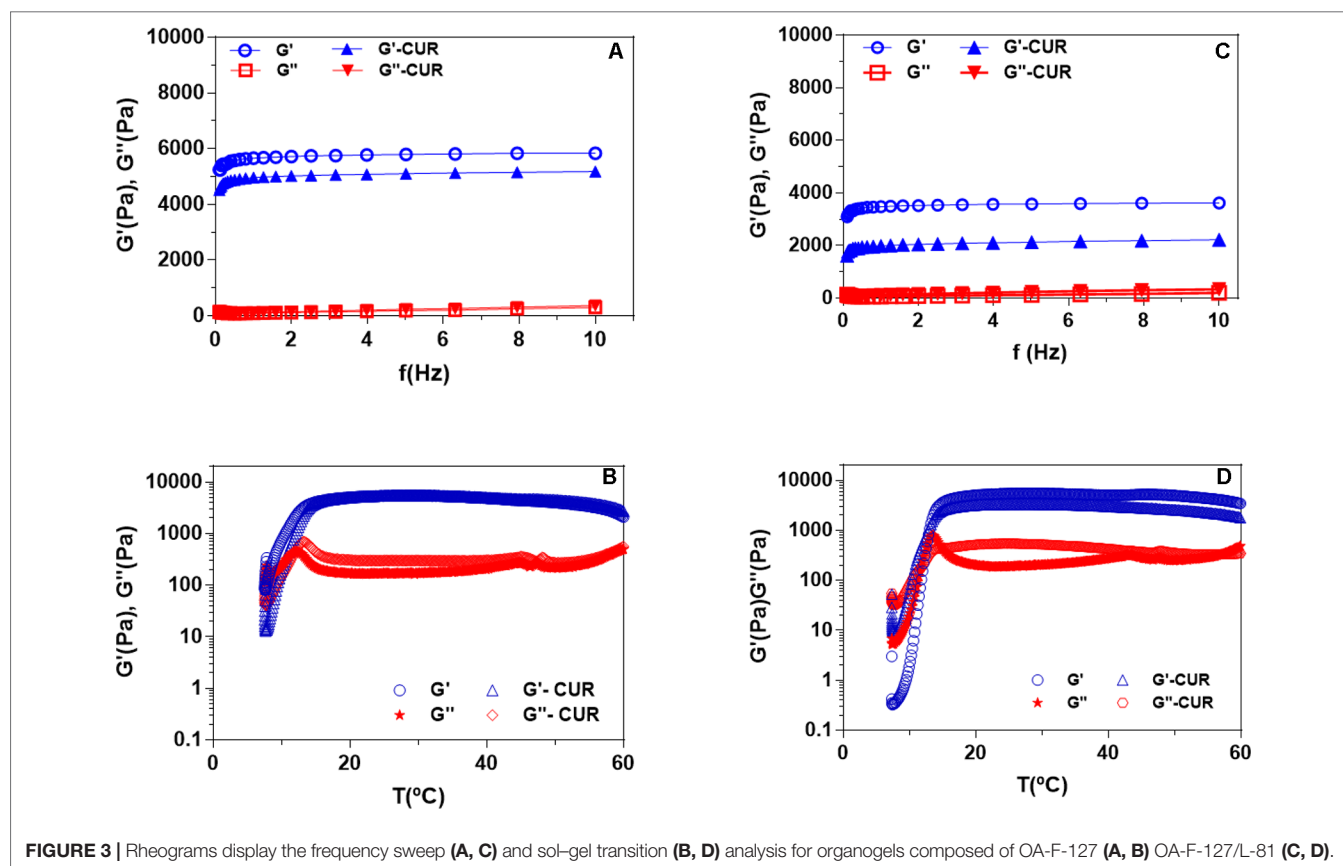 A
G' G'-CUR
G" G"-CUR
10000
8000
6000
4000
2000
0
G'(Pa), G"(Pa)
0 2 4 6 8 10
f(Hz)
C
G' G'-CUR
G" G"-CUR
10000
8000
6000
4000
2000
0
G'(Pa), G"(Pa)
0 2 4 6 8 10
f (Hz)
B
10000
1000
100
10
1
0.1
G'(Pa), G"(Pa)
G' G'- CUR
G" G"- CUR
0 20 40 60
T(ºC)
D
10000
1000
100
10
1
0.1
G'(Pa)G"(Pa)
G' G'-CUR
G" G"-CUR
0 20 40 60
T(ºC)
FIGURE 3 | Rheograms display the frequency sweep (A, C) and sol–gel transition (B, D) analysis for organogels composed of OA-F-127 (A, B) OA-F-127/L-81 (C, D).